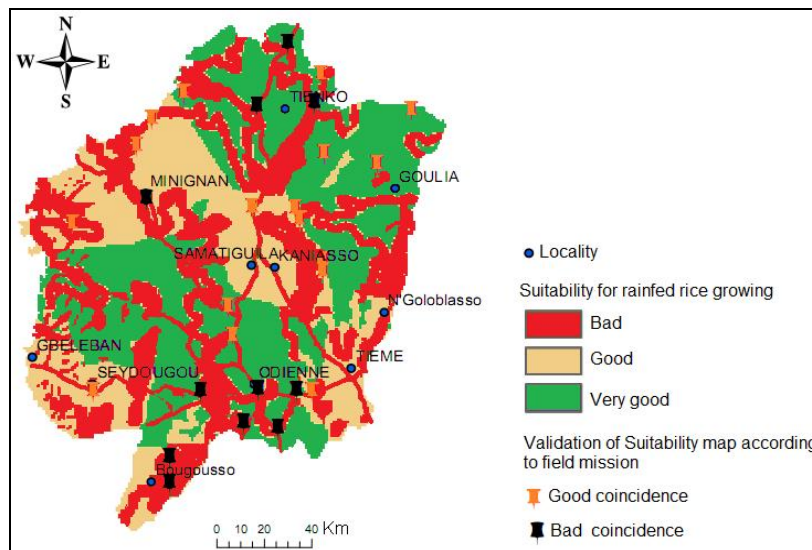 N
W E
S
TIENKO
GOULIA
MINIGNAN
SAMATIGUILA
KANIASSO
N'Goloblasso
GBELEBAN
TIEME
SEYDOUGOU
ODIENNE
Bougousso
0 10 20 40 Km
Locality
Suitability for rainfed rice growing
Bad
Good
Very good
Validation of Suitability map according
to field mission
Good coincidence
Bad coincidence